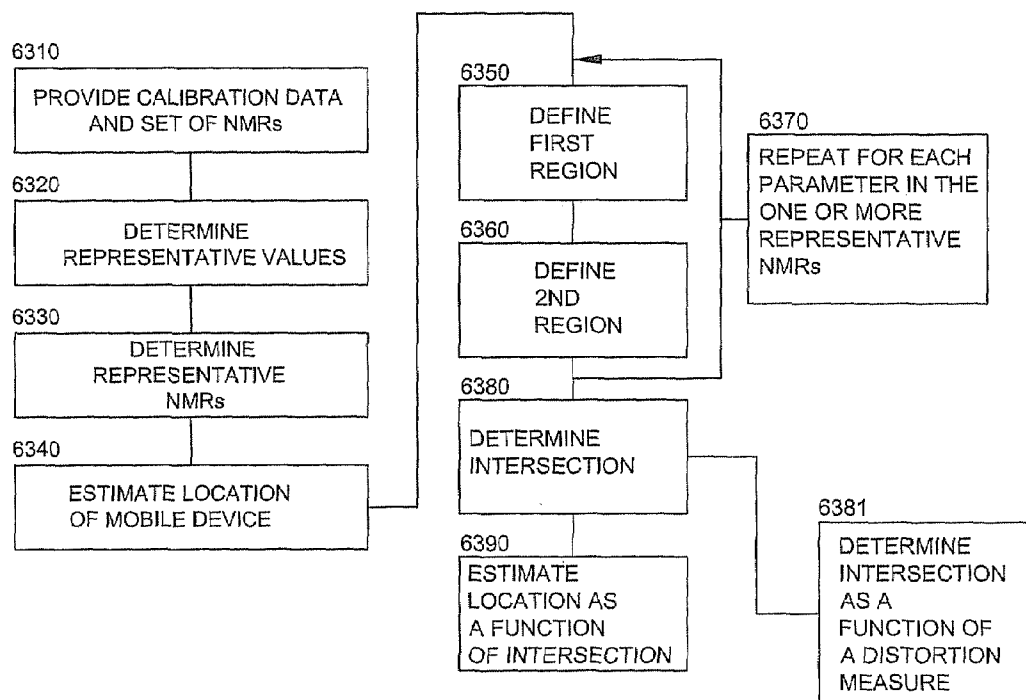 6310
PROVIDE CALIBRATION DATA
AND SET OF NMRs
6320
DETERMINE
REPRESENTATIVE VALUES
6330
DETERMINE
REPRESENTATIVE
NMRs
6340
ESTIMATE LOCATION
OF MOBILE DEVICE
6350
DEFINE
FIRST
REGION
6360
DEFINE
2ND
REGION
6370
REPEAT FOR EACH
PARAMETER IN THE
ONE OR MORE
REPRESENTATIVE
NMRs
6380
DETERMINE
INTERSECTION
6381
DETERMINE
INTERSECTION
AS A
FUNCTION OF
A DISTORTION
MEASURE
6390
ESTIMATE
LOCATION AS
A FUNCTION
OF INTERSECTION